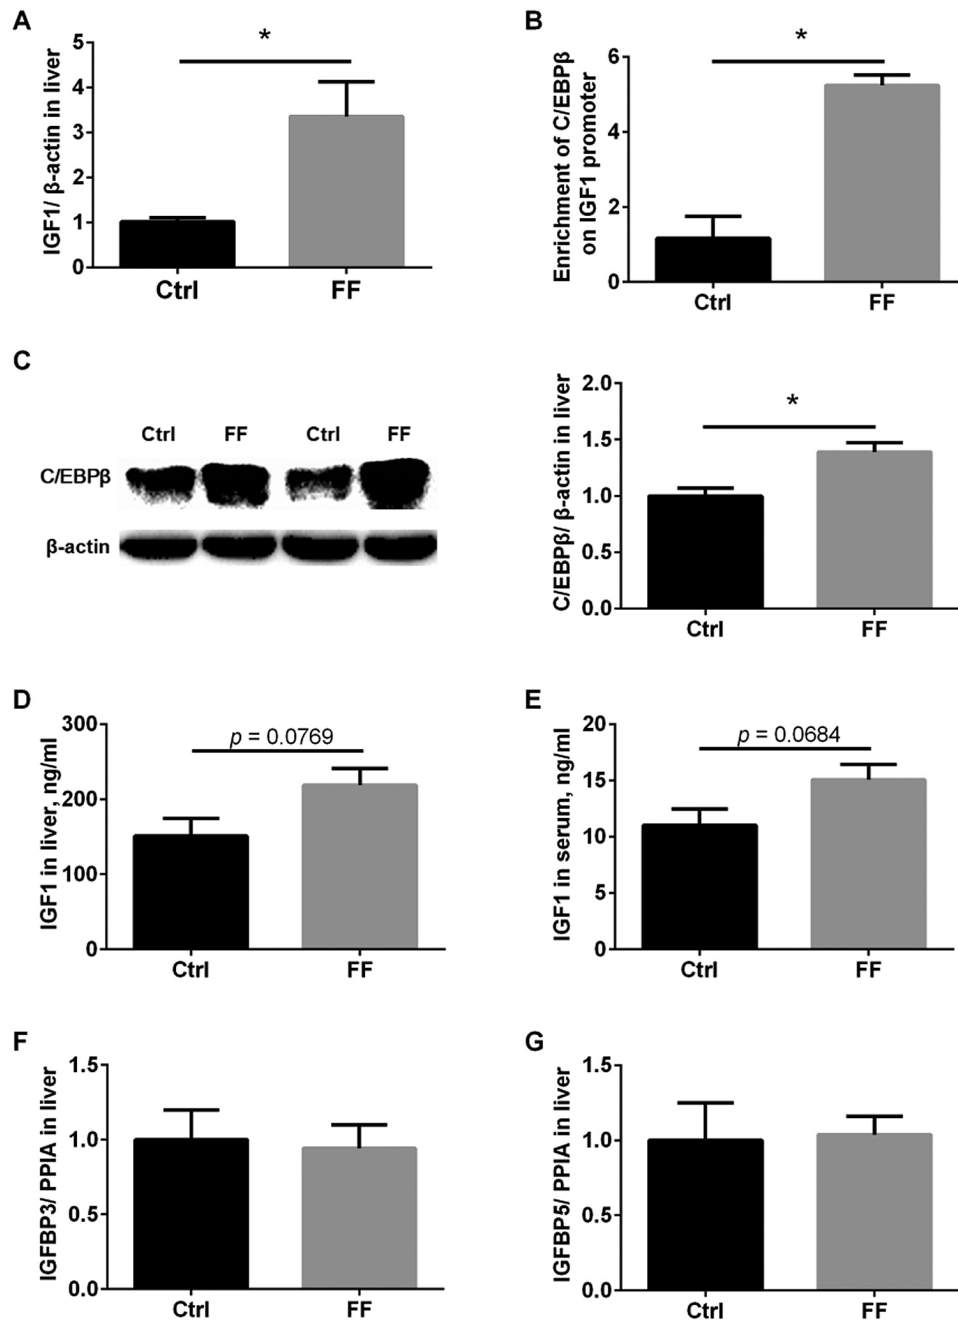 A
IGF1/ β-actin in liver
5
4
3
2
1
0
*
Ctrl
FF
B
Enrichment of C/EBPβ
on IGF1 promoter
6
4
2
0
*
Ctrl
FF
C
Ctrl
FF
Ctrl
FF
C/EBPβ
β-actin
C/EBPβ/ β-actin in liver
2.0
1.5
1.0
0.5
0.0
*
Ctrl
FF
D
IGF1 in liver, ng/ml
300
200
100
0
p = 0.0769
Ctrl
FF
E
IGF1 in serum, ng/ml
20
15
10
5
0
p = 0.0684
Ctrl
FF
F
IGFBP3/ PPIA in liver
1.5
1.0
0.5
0.0
Ctrl
FF
G
IGFBP5/ PPIA in liver
1.5
1.0
0.5
0.0
Ctrl
FF